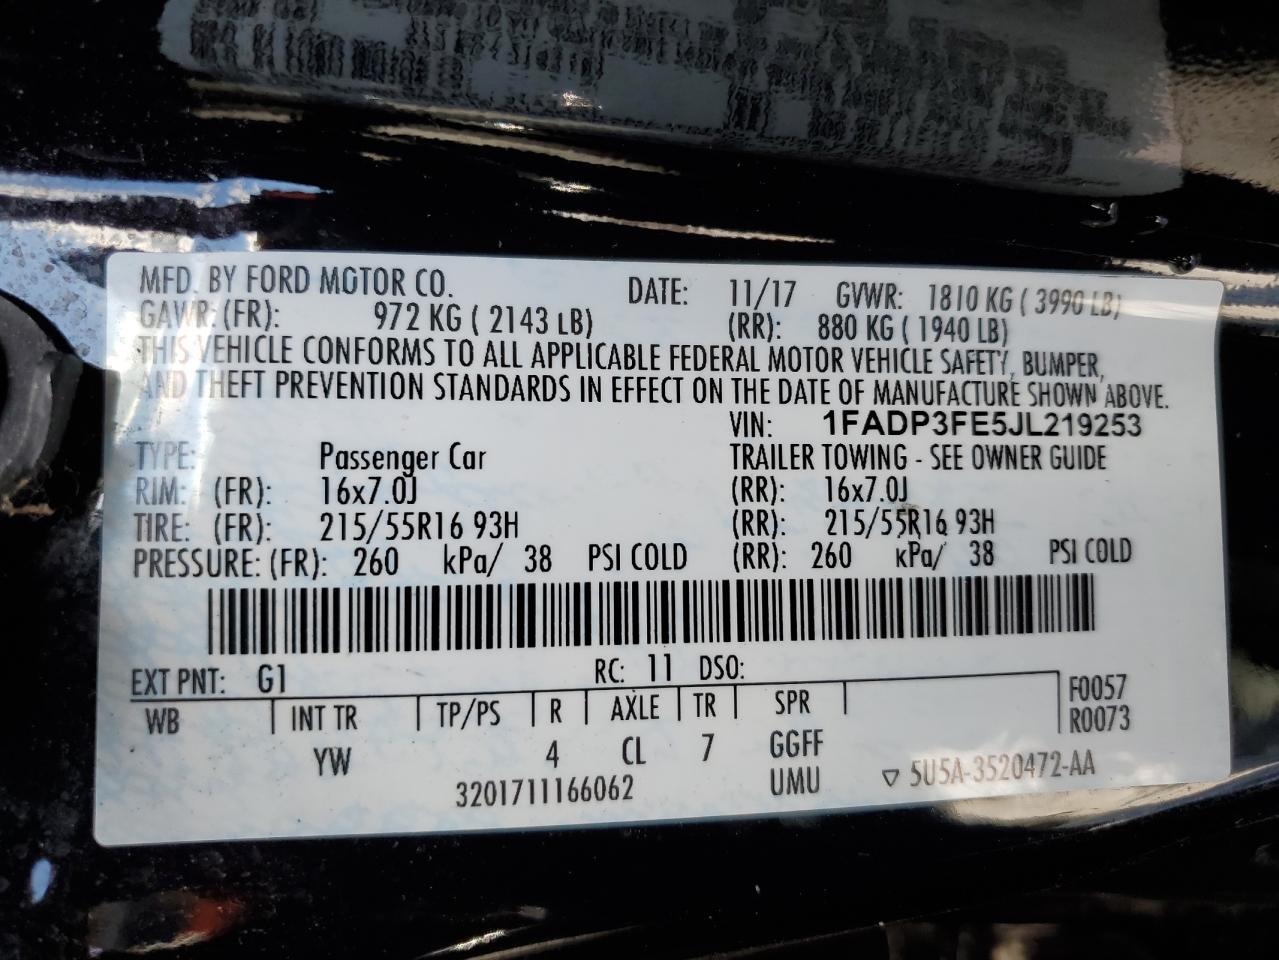 MFD. BY FORD MOTOR CO. DATE: 11/17 GVWR: 1810 KG ( 3990 LB)
GAWR: (FR): 972 KG ( 2143 LB) (RR): 880 KG ( 1940 LB)
THIS VEHICLE CONFORMS TO ALL APPLICABLE FEDERAL MOTOR VEHICLE SAFETY, BUMPER,
AND THEFT PREVENTION STANDARDS IN EFFECT ON THE DATE OF MANUFACTURE SHOWN ABOVE.
VIN: 1FADP3FE5JL219253
TYPE: Passenger Car TRAILER TOWING - SEE OWNER GUIDE
RIM: (FR): 16x7.0J (RR): 16x7.0J
TIRE: (FR): 215/55R16 93H (RR): 215/55R16 93H
PRESSURE: (FR): 260 kPa/ 38 PSI COLD (RR): 260 kPa/ 38 PSI COLD
EXT PNT: G1 RC: 11 DSO:
WB INT TR TP/PS R AXLE TR SPR F0057
R0073
YW 4 CL 7 GGFF
3201711166062 UMU ▽ 5U5A-3520472-AA